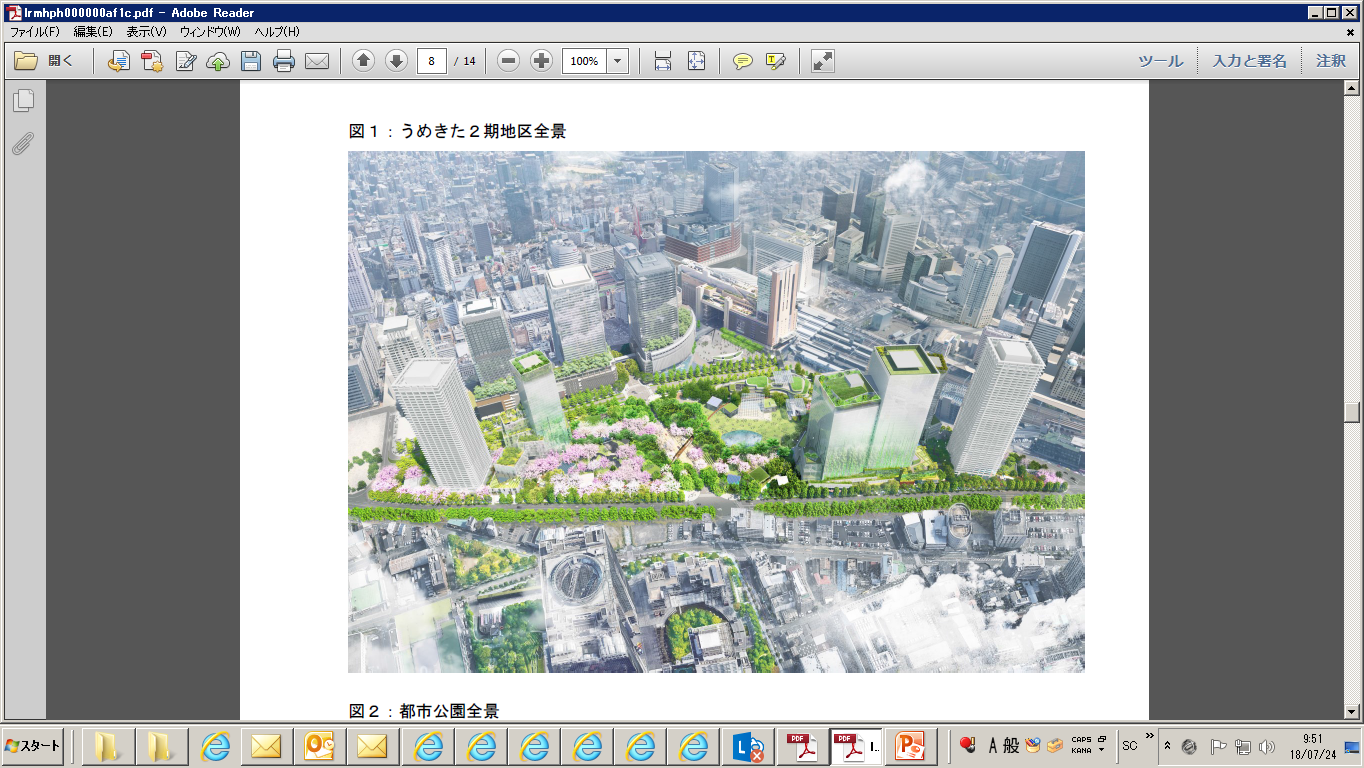 lrmhph000000af1c.pdf - Adobe Reader
ファイル(F) 編集(E) 表示(V) ウィンドウ(W) ヘルプ(H)
開く 8 / 14 100% ツール 入力と署名 注釈
図１：うめきた２期地区全景
図２：都市公園全景
スタート PDF PDF I.. A 般 CAPS KANA SC 9:51
18/07/24